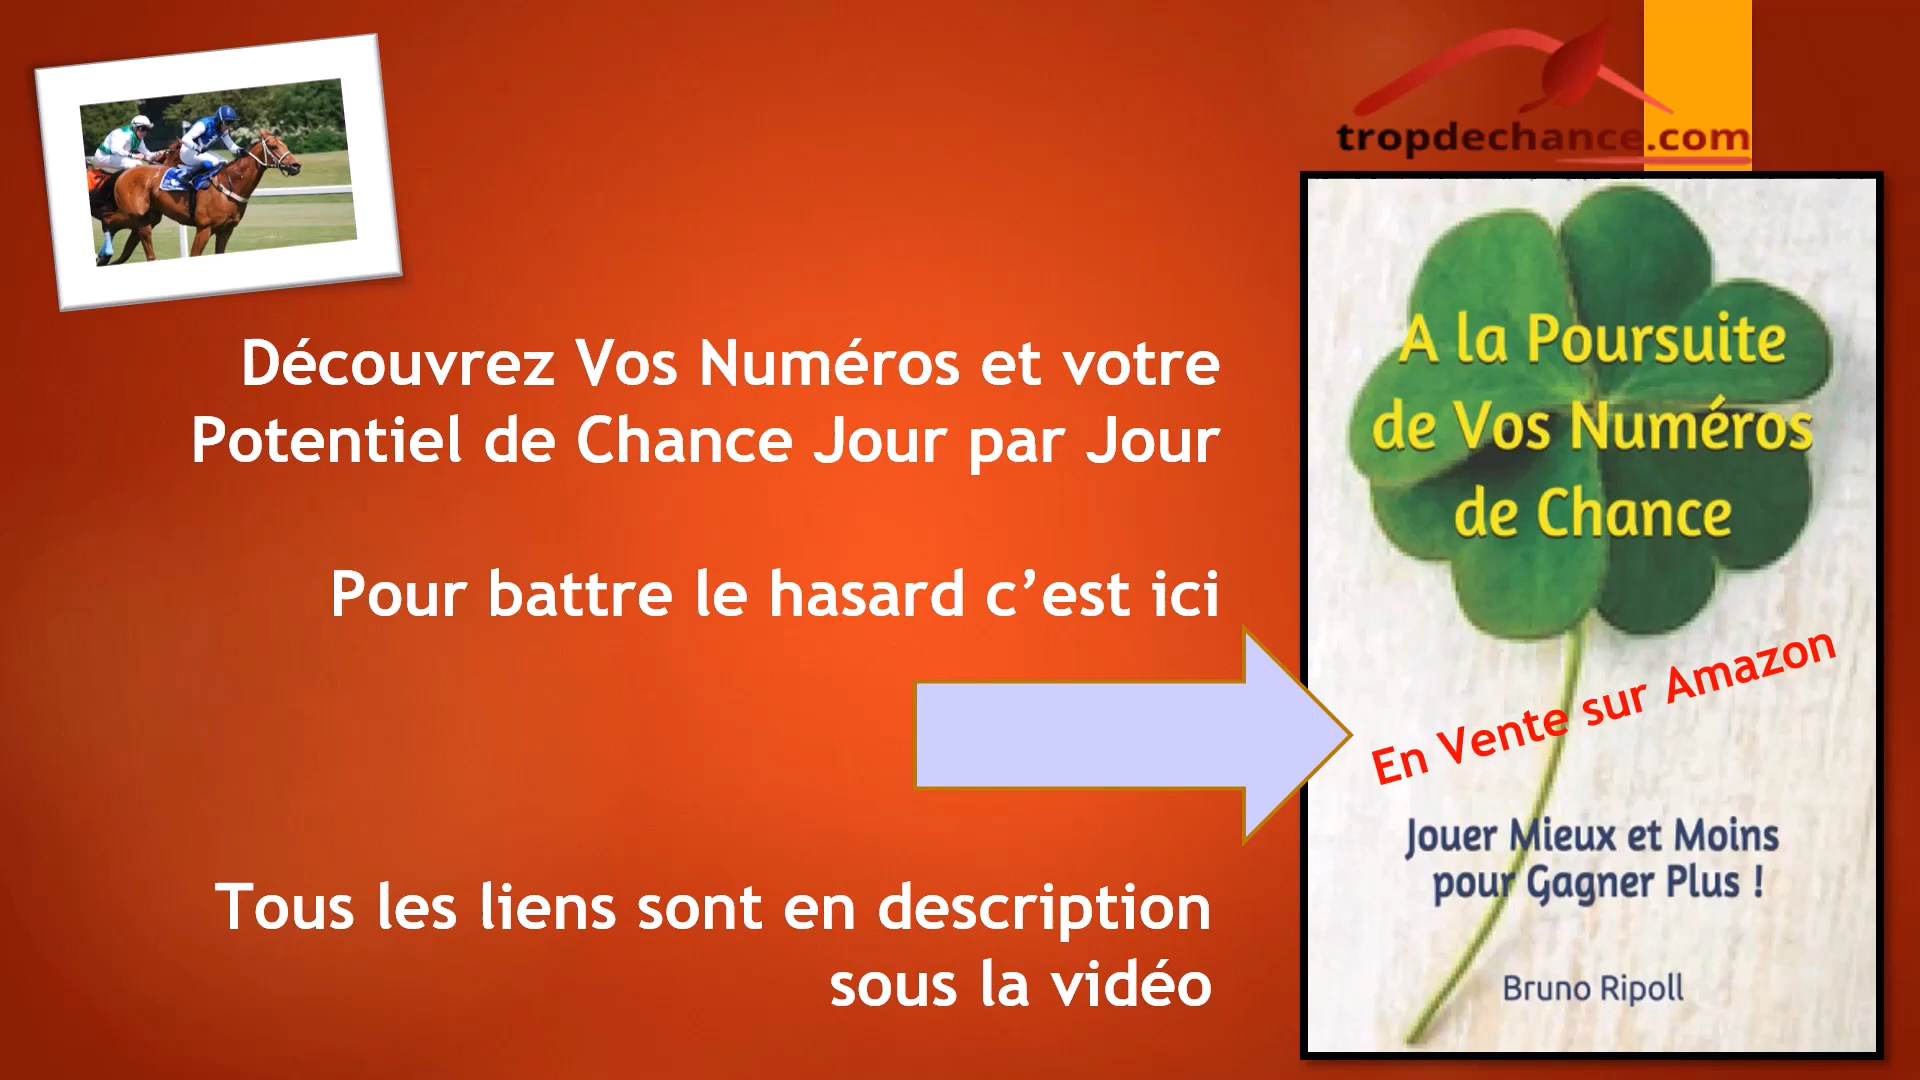 tropdechance.com
Découvrez Vos Numéros et votre
Potentiel de Chance Jour par Jour
Pour battre le hasard c’est ici
Tous les liens sont en description
sous la vidéo
A la Poursuite
de Vos Numéros
de Chance
En Vente sur Amazon
Jouer Mieux et Moins
pour Gagner Plus !
Bruno Ripoll